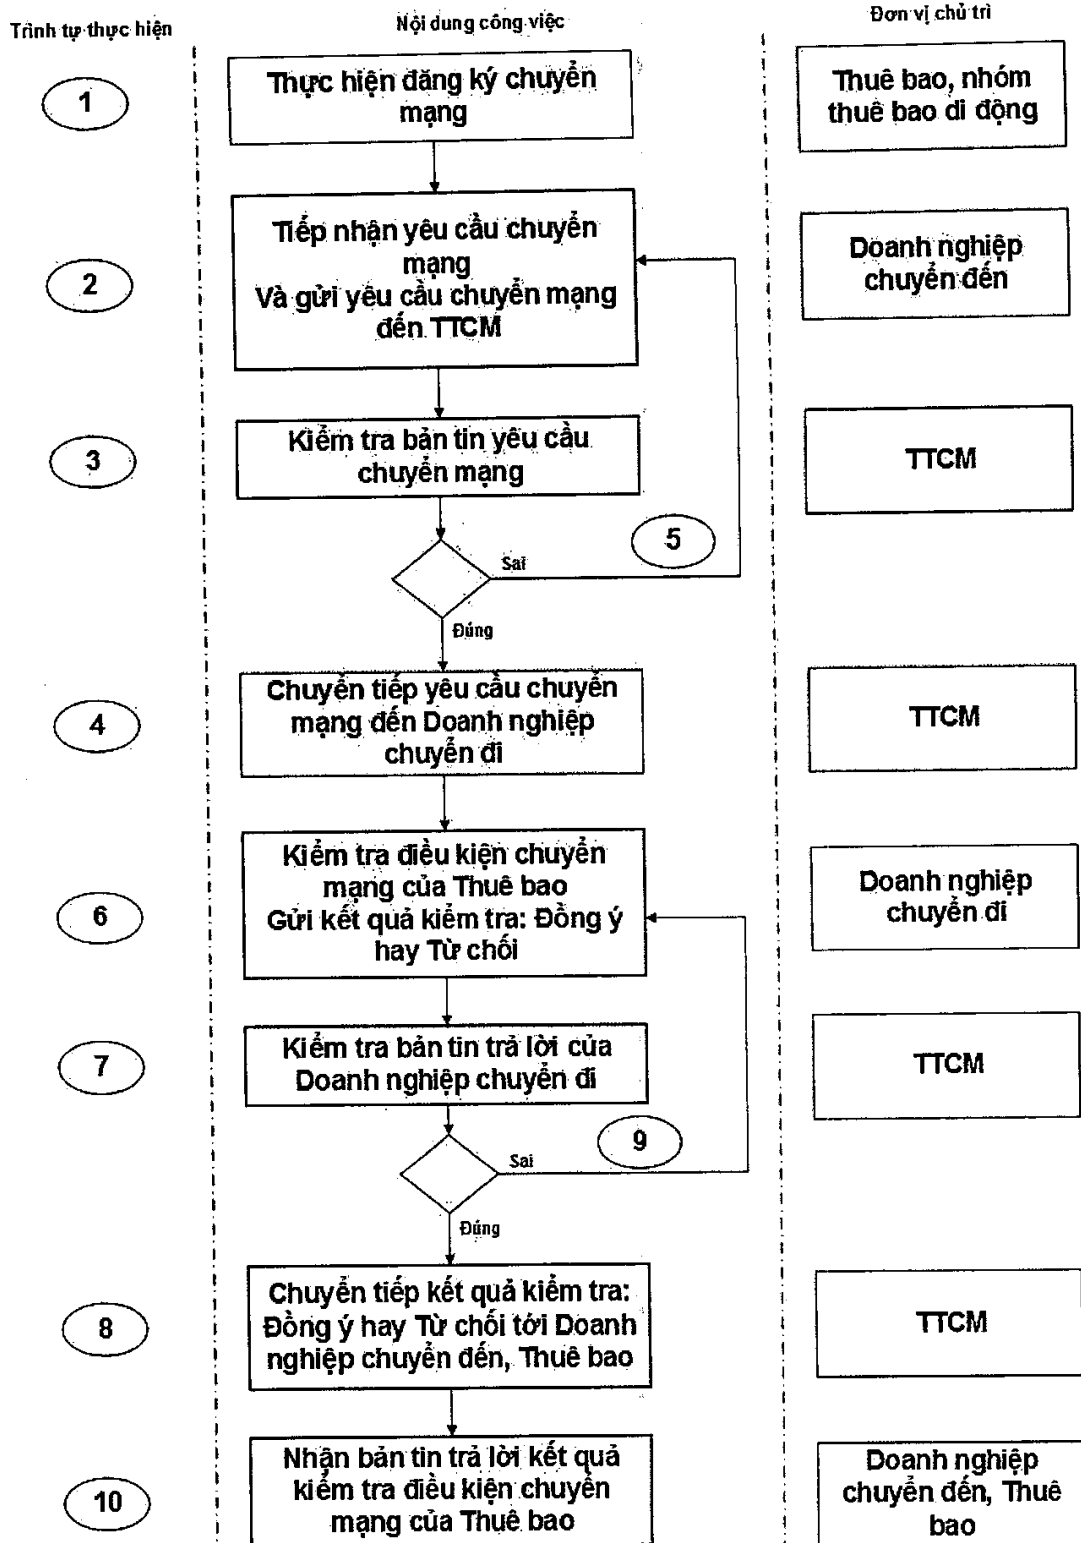 Trình tự thực hiện
Nội dung công việc
Đơn vị chủ trì
1
Thực hiện đăng ký chuyển
mạng
Thuê bao, nhóm
thuê bao di động
2
Tiếp nhận yêu cầu chuyển
mạng
Và gửi yêu cầu chuyển mạng
đến TTCM
Doanh nghiệp
chuyển đến
3
Kiểm tra bản tin yêu cầu
chuyển mạng
TTCM
5
Sai
Đúng
4
Chuyển tiếp yêu cầu chuyển
mạng đến Doanh nghiệp
chuyển đi
TTCM
6
Kiểm tra điều kiện chuyển
mạng của Thuê bao
Gửi kết quả kiểm tra: Đồng ý
hay Từ chối
Doanh nghiệp
chuyển đi
7
Kiểm tra bản tin trả lời của
Doanh nghiệp chuyển đi
TTCM
9
Sai
Đúng
8
Chuyển tiếp kết quả kiểm tra:
Đồng ý hay Từ chối tới Doanh
nghiệp chuyển đến, Thuê bao
TTCM
10
Nhận bản tin trả lời kết quả
kiểm tra điều kiện chuyển
mạng của Thuê bao
Doanh nghiệp
chuyển đến, Thuê
bao